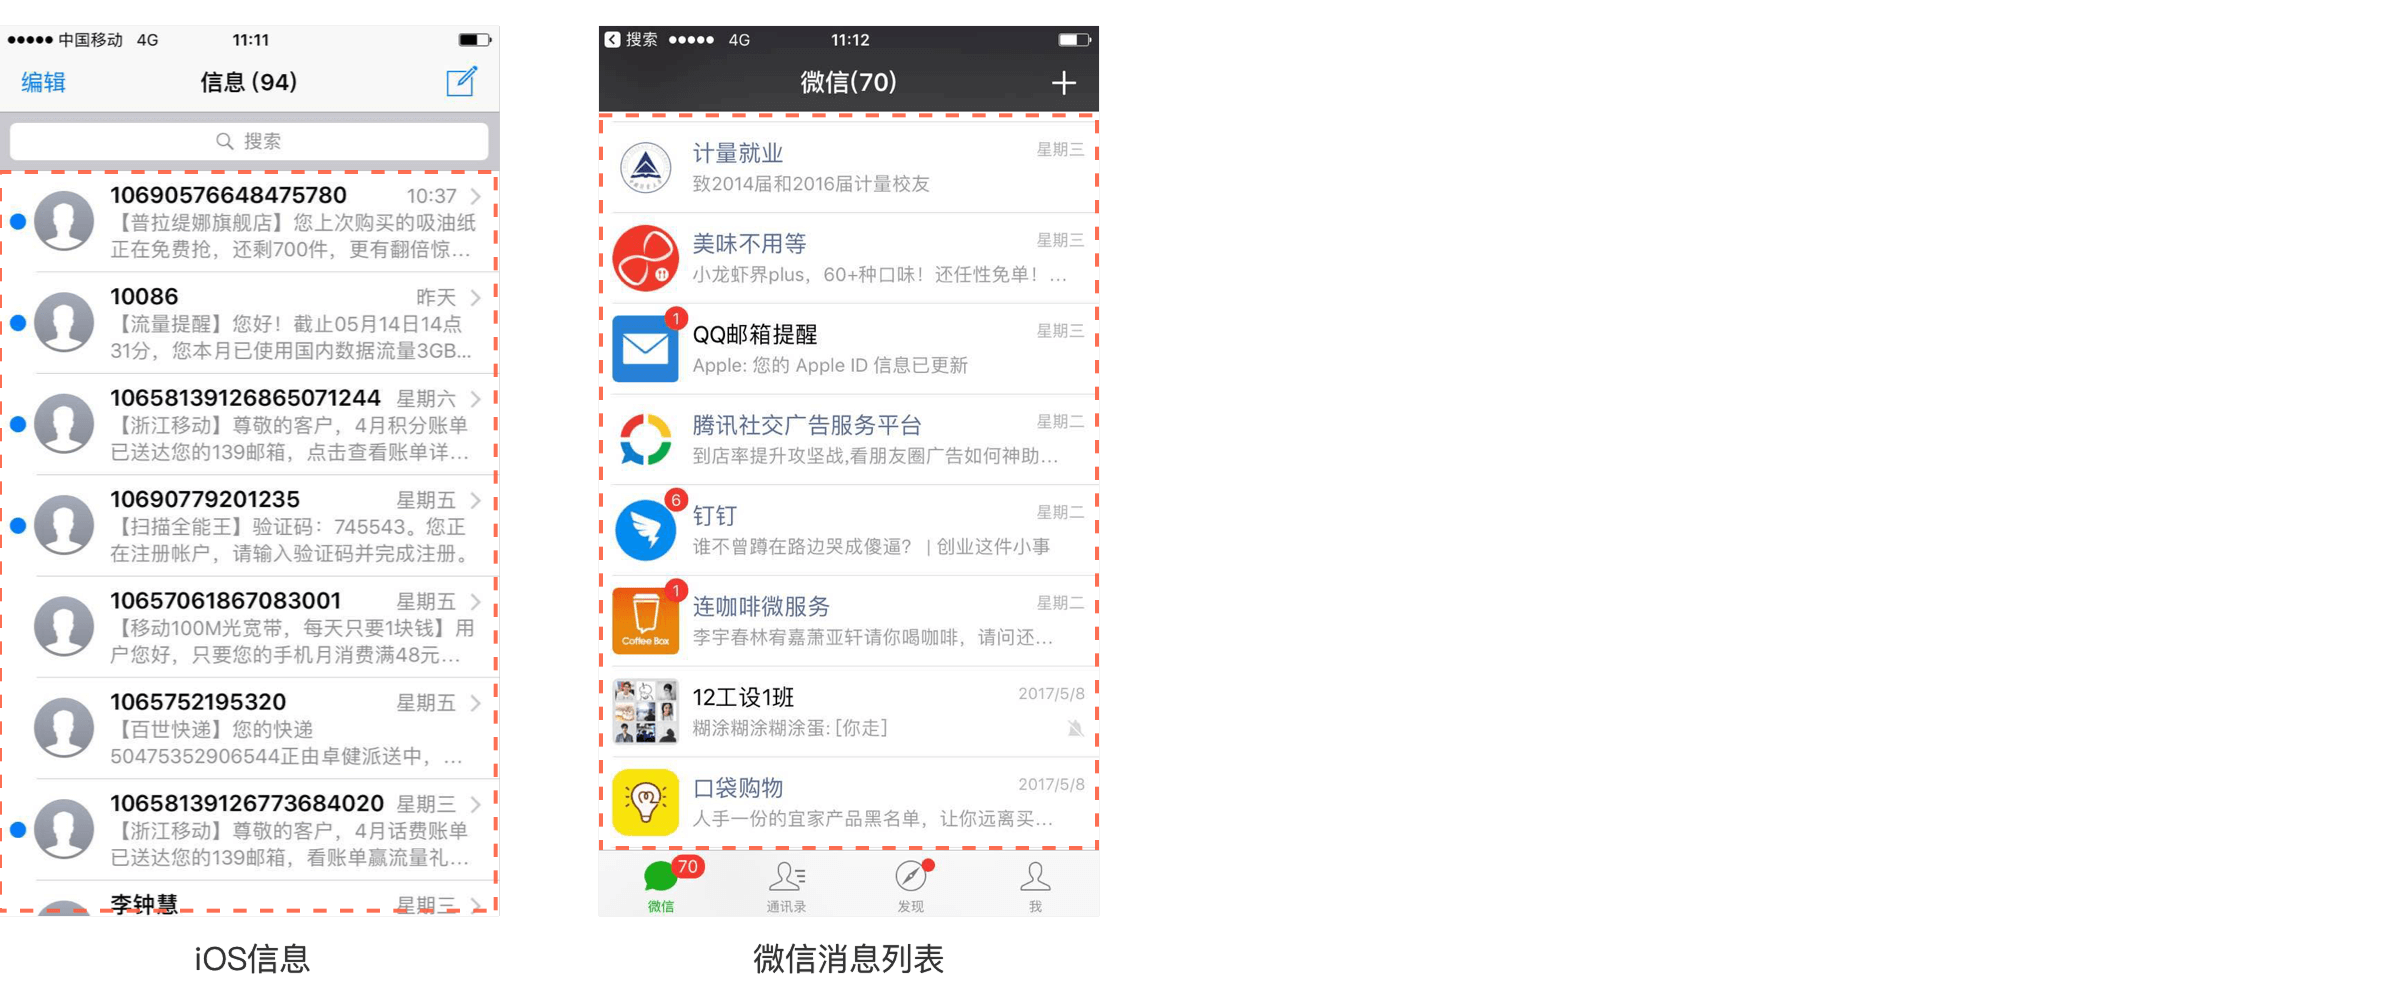 中国移动 4G 11:11
编辑 信息 (94)
搜索
10690576648475780 10:37
【普拉缇娜旗舰店】您上次购买的吸油纸
正在免费抢，还剩700件，更有翻倍惊...
10086 昨天
【流量提醒】您好！截止05月14日14点
31分，您本月已使用国内数据流量3GB...
10658139126865071244 星期六
【浙江移动】尊敬的客户，4月积分账单
已送达您的139邮箱，点击查看账单详...
10690779201235 星期五
【扫描全能王】验证码：745543。您正
在注册帐户，请输入验证码并完成注册。
10657061867083001 星期五
【移动100M光宽带，每天只要1块钱】用
户您好，只要您的手机月消费满48元...
1065752195320 星期五
【百世快递】您的快递
50475352906544正由卓健派送中，...
10658139126773684020 星期三
【浙江移动】尊敬的客户，4月话费账单
已送达您的139邮箱，看账单赢流量礼...
李钟慧 星期三
iOS信息
搜索 4G 11:12
微信(70)
计量就业 星期三
致2014届和2016届计量校友
美味不用等 星期三
小龙虾界plus，60+种口味！还任性免单！...
1
QQ邮箱提醒 星期三
Apple: 您的 Apple ID 信息已更新
腾讯社交广告服务平台 星期二
到店率提升攻坚战,看朋友圈广告如何神助...
6
钉钉 星期二
谁不曾蹲在路边哭成傻逼？ | 创业这件小事
1
Coffee Box
连咖啡微服务 星期二
李宇春林宥嘉萧亚轩请你喝咖啡，请问还...
12工设1班 2017/5/8
糊涂糊涂糊涂蛋: [你走]
口袋购物 2017/5/8
人手一份的宜家产品黑名单，让你远离买...
70
微信 通讯录 发现 我
微信消息列表